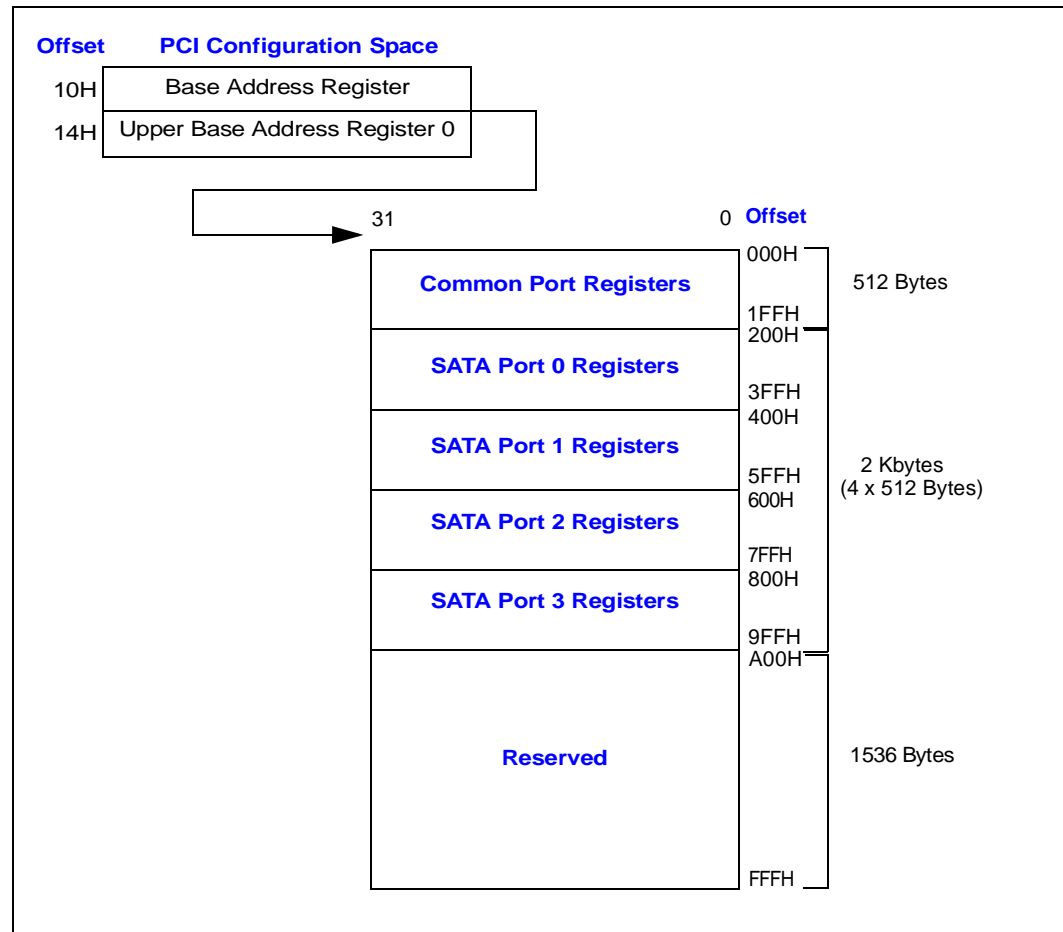 Offset PCI Configuration Space
10H Base Address Register
14H Upper Base Address Register 0
31 0 Offset
000H
Common Port Registers 512 Bytes
1FFH
200H
SATA Port 0 Registers
3FFH
400H
SATA Port 1 Registers
5FFH
2 Kbytes
(4 x 512 Bytes)
600H
SATA Port 2 Registers
7FFH
800H
SATA Port 3 Registers
9FFH
A00H
Reserved 1536 Bytes
FFFH